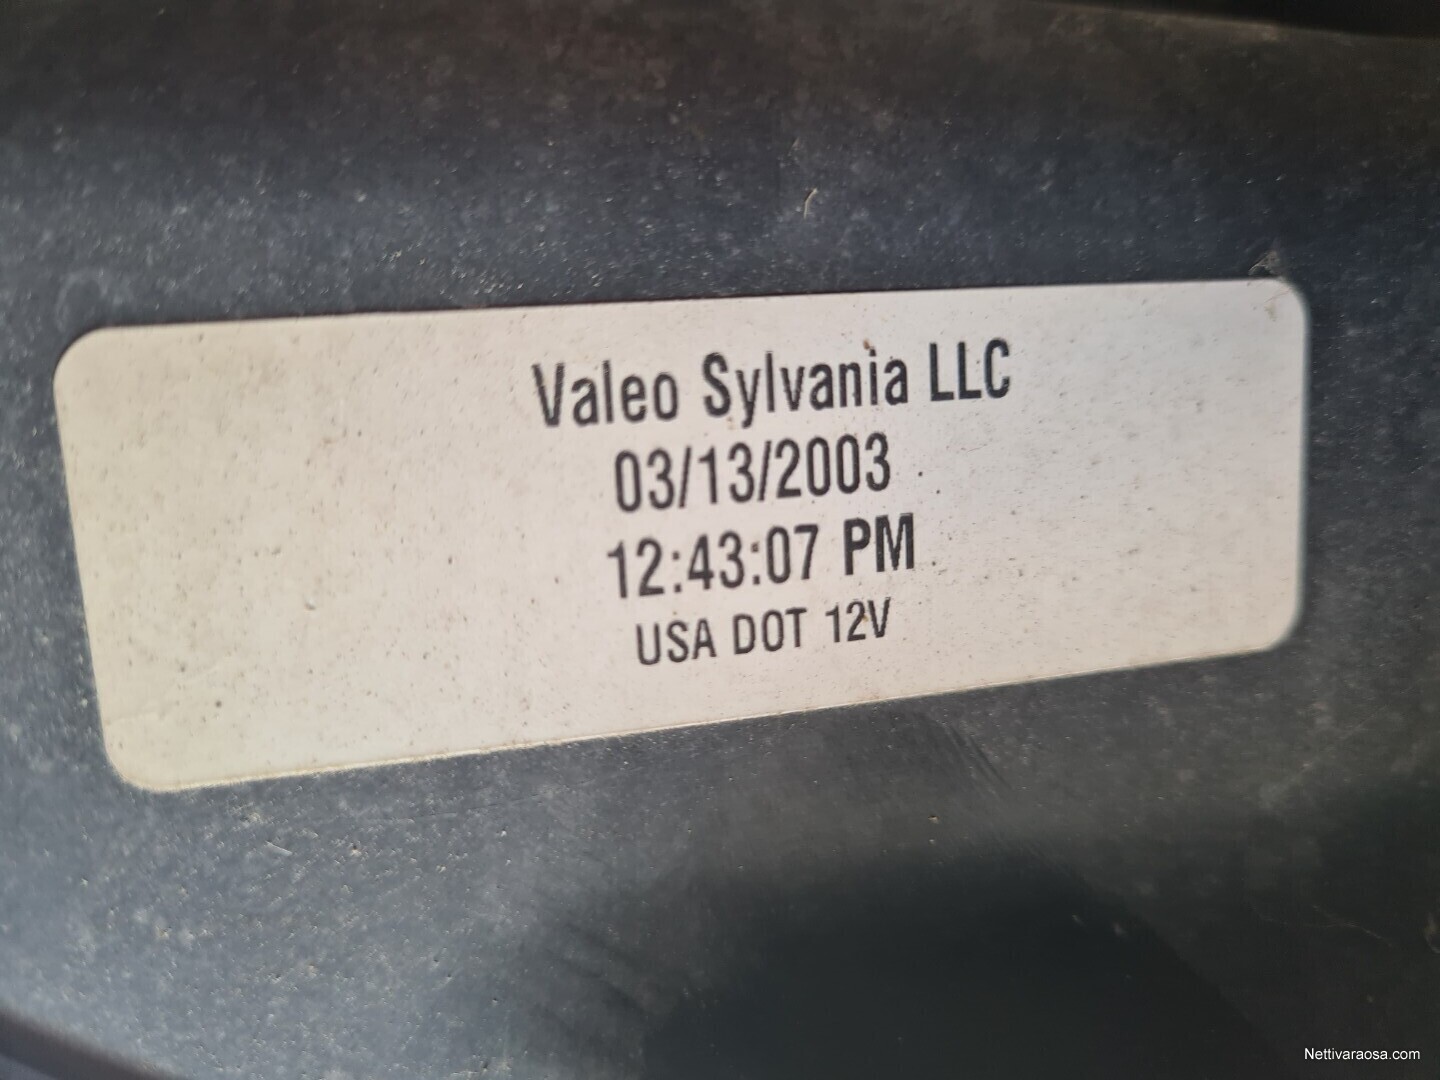 Valeo Sylvania LLC
03/13/2003
12:43:07 PM
USA DOT 12V
Nettivaraosa.com